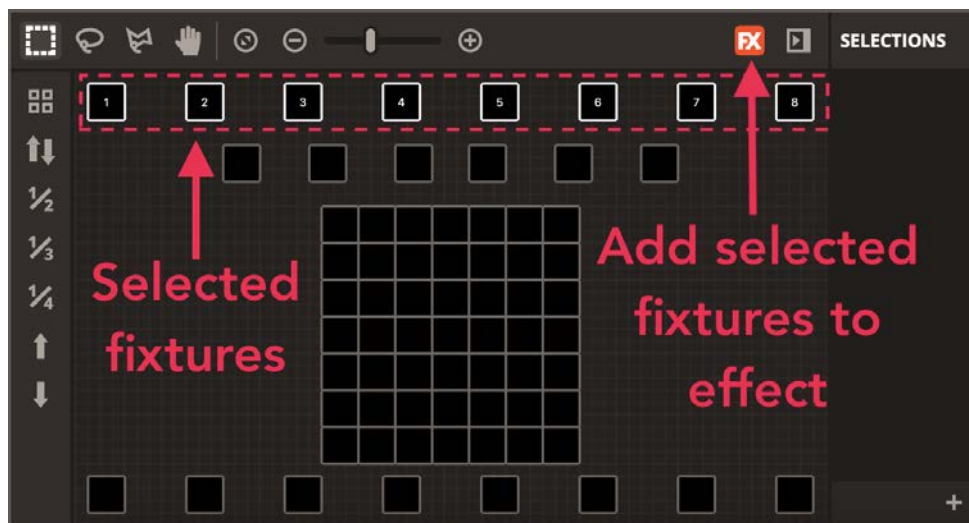 FX
SELECTIONS
1 2 3 4 5 6 7 8
1/2
1/3
1/4
Selected
fixtures
Add selected
fixtures to
effect